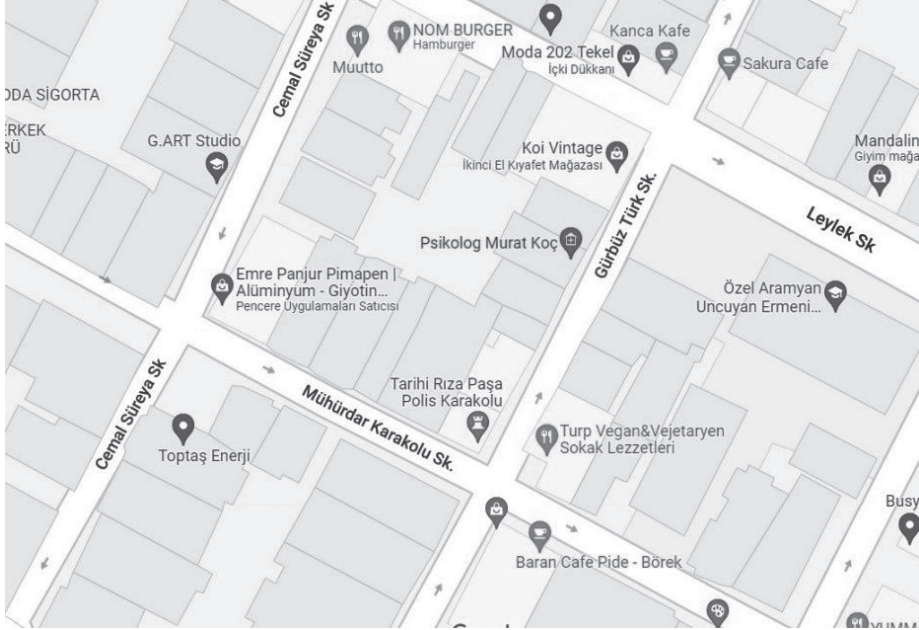 Cemal Süreya Sk
NOM BURGER
Hamburger
Muutto
Moda 202 Tekel
İçki Dükkanı
Kanca Kafe
Sakura Cafe
ODA SİGORTA
ERKEK
RÜ
G.ART Studio
Koi Vintage
İkinci El Kıyafet Mağazası
Mandalin
Giyim mağa
Leylek Sk
Gürbüz Türk Sk.
Psikolog Murat Koç
Emre Panjur Pimapen |
Alüminyum - Giyotin...
Pencere Uygulamaları Satıcısı
Özel Aramyan
Uncuyan Ermeni...
Tarihi Rıza Paşa
Polis Karakolu
Mühürdar Karakolu Sk.
Cemal Süreya Sk
Toptaş Enerji
Turp Vegan&Vejetaryen
Sokak Lezzetleri
Busy
Baran Cafe Pide - Börek
YUMM